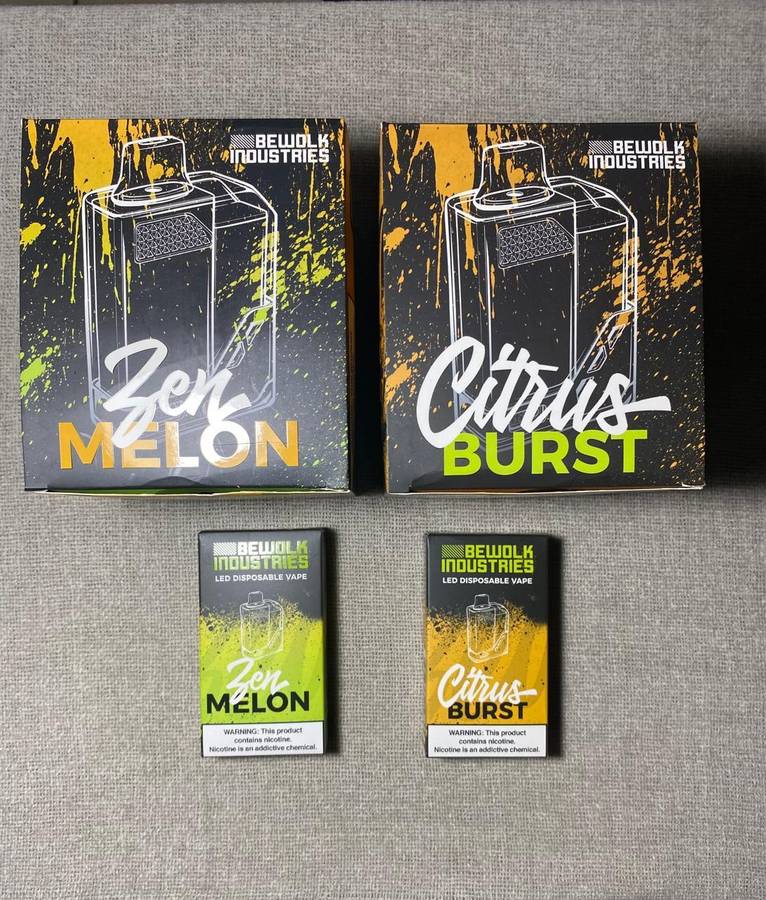 BEWOLK
INDUSTRIES
Zen
MELON
BEWOLK
INDUSTRIES
Citrus
BURST
BEWOLK
INDUSTRIES
LED DISPOSABLE VAPE
Zen
MELON
WARNING: This product
contains nicotine.
Nicotine is an addictive chemical.
BEWOLK
INDUSTRIES
LED DISPOSABLE VAPE
Citrus
BURST
WARNING: This product
contains nicotine.
Nicotine is an addictive chemical.